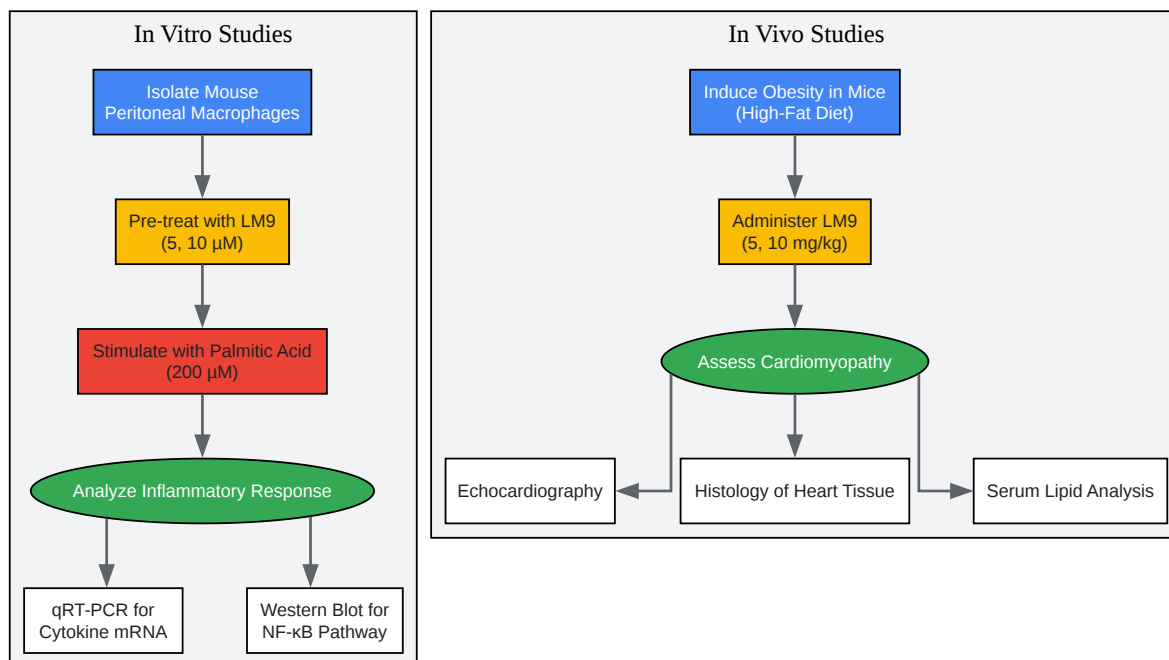 In Vitro Studies
Isolate Mouse
Peritoneal Macrophages
Pre-treat with LM9
(5, 10 µM)
Stimulate with Palmitic Acid
(200 µM)
Analyze Inflammatory Response
qRT-PCR for
Cytokine mRNA
Western Blot for
NF-κB Pathway
In Vivo Studies
Induce Obesity in Mice
(High-Fat Diet)
Administer LM9
(5, 10 mg/kg)
Assess Cardiomyopathy
Echocardiography
Histology of Heart Tissue
Serum Lipid Analysis